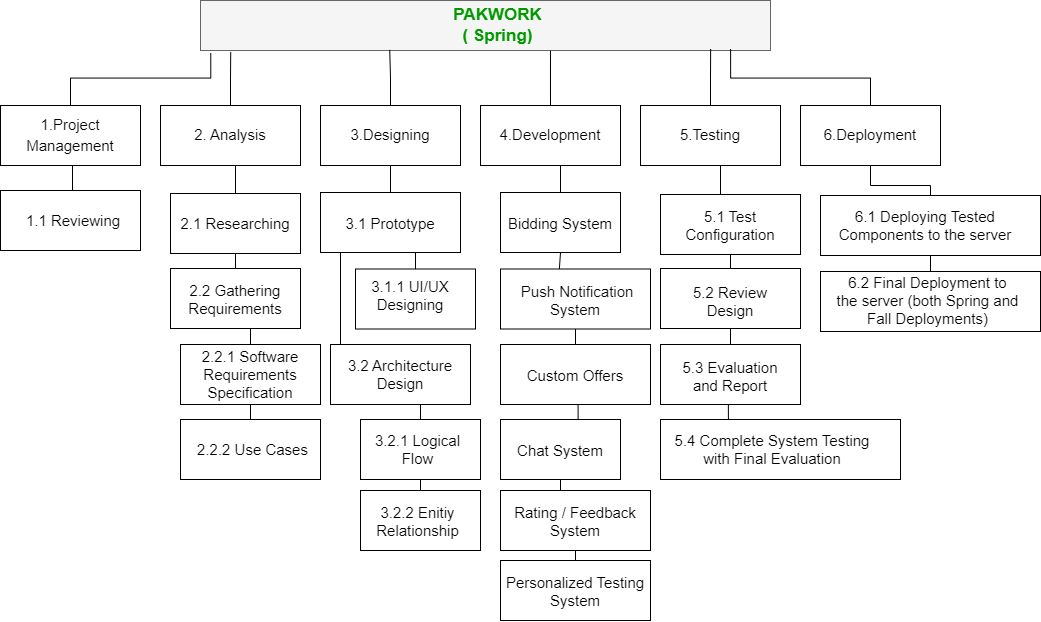 PAKWORK
( Spring)
1.Project
Management
2. Analysis
3.Designing
4.Development
5.Testing
6.Deployment
1.1 Reviewing
2.1 Researching
2.2 Gathering
Requirements
2.2.1 Software
Requirements
Specification
2.2.2 Use Cases
3.1 Prototype
3.1.1 UI/UX
Designing
3.2 Architecture
Design
3.2.1 Logical
Flow
3.2.2 Enitiy
Relationship
Bidding System
Push Notification
System
Custom Offers
Chat System
Rating / Feedback
System
Personalized Testing
System
5.1 Test
Configuration
5.2 Review
Design
5.3 Evaluation
and Report
5.4 Complete System Testing
with Final Evaluation
6.1 Deploying Tested
Components to the server
6.2 Final Deployment to
the server (both Spring and
Fall Deployments)